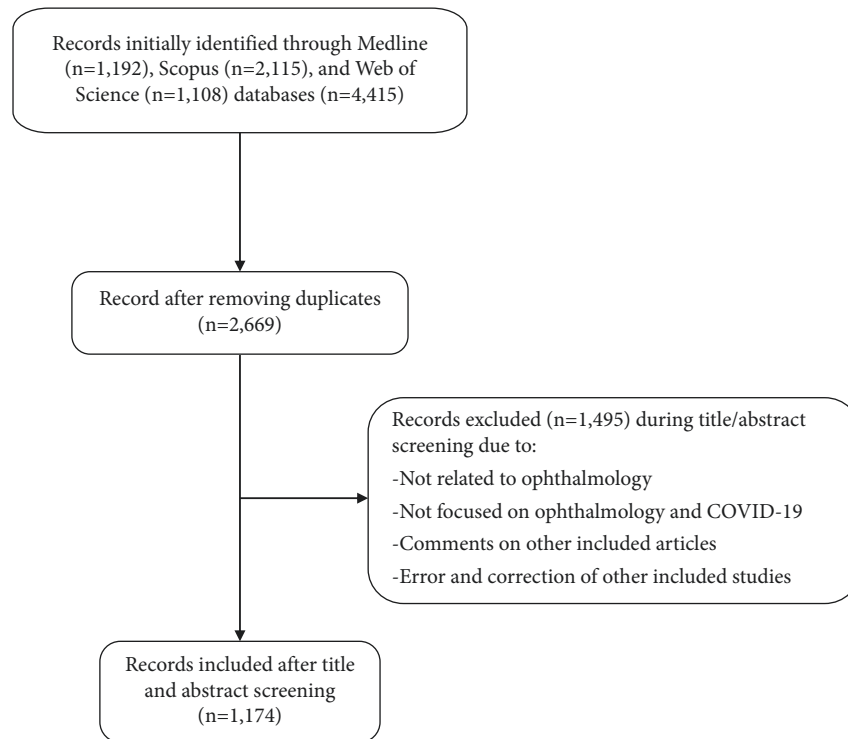 Records initially identified through Medline
(n=1,192), Scopus (n=2,115), and Web of
Science (n=1,108) databases (n=4,415)
Record after removing duplicates
(n=2,669)
Records excluded (n=1,495) during title/abstract
screening due to:
-Not related to ophthalmology
-Not focused on ophthalmology and COVID-19
-Comments on other included articles
-Error and correction of other included studies
Records included after title
and abstract screening
(n=1,174)